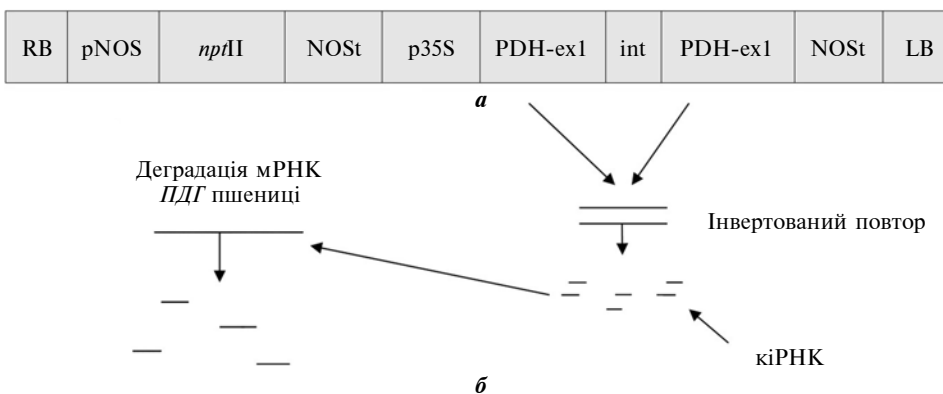 RB pNOS nptII NOSt p35S PDH-ex1 int PDH-ex1 NOSt LB
а
Деградація мРНК
ПДГ пшениці
Інвертований повтор
кіРНК
б